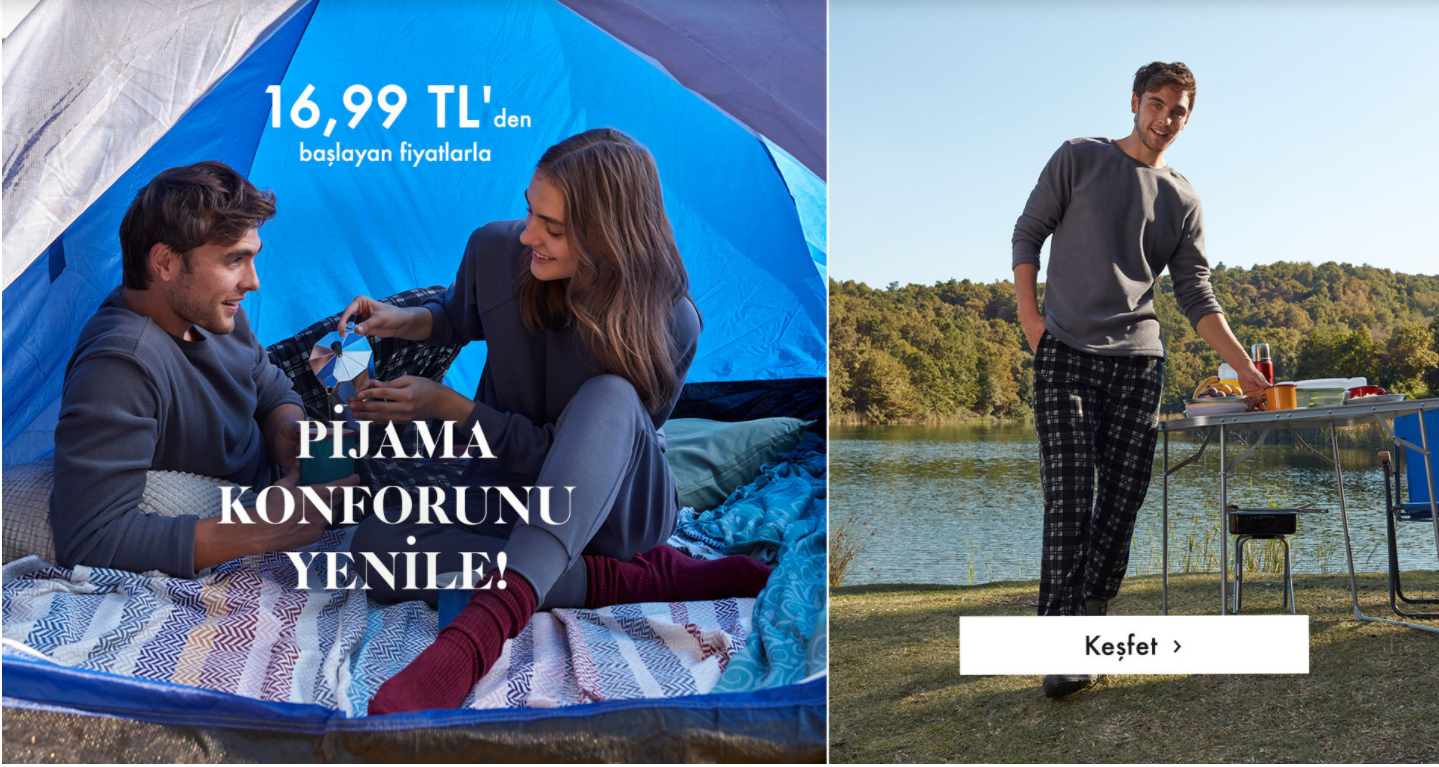 16,99 TL'den
başlayan fiyatlarla
PİJAMA
KONFORUNU
YENİLE!
Keşfet ›